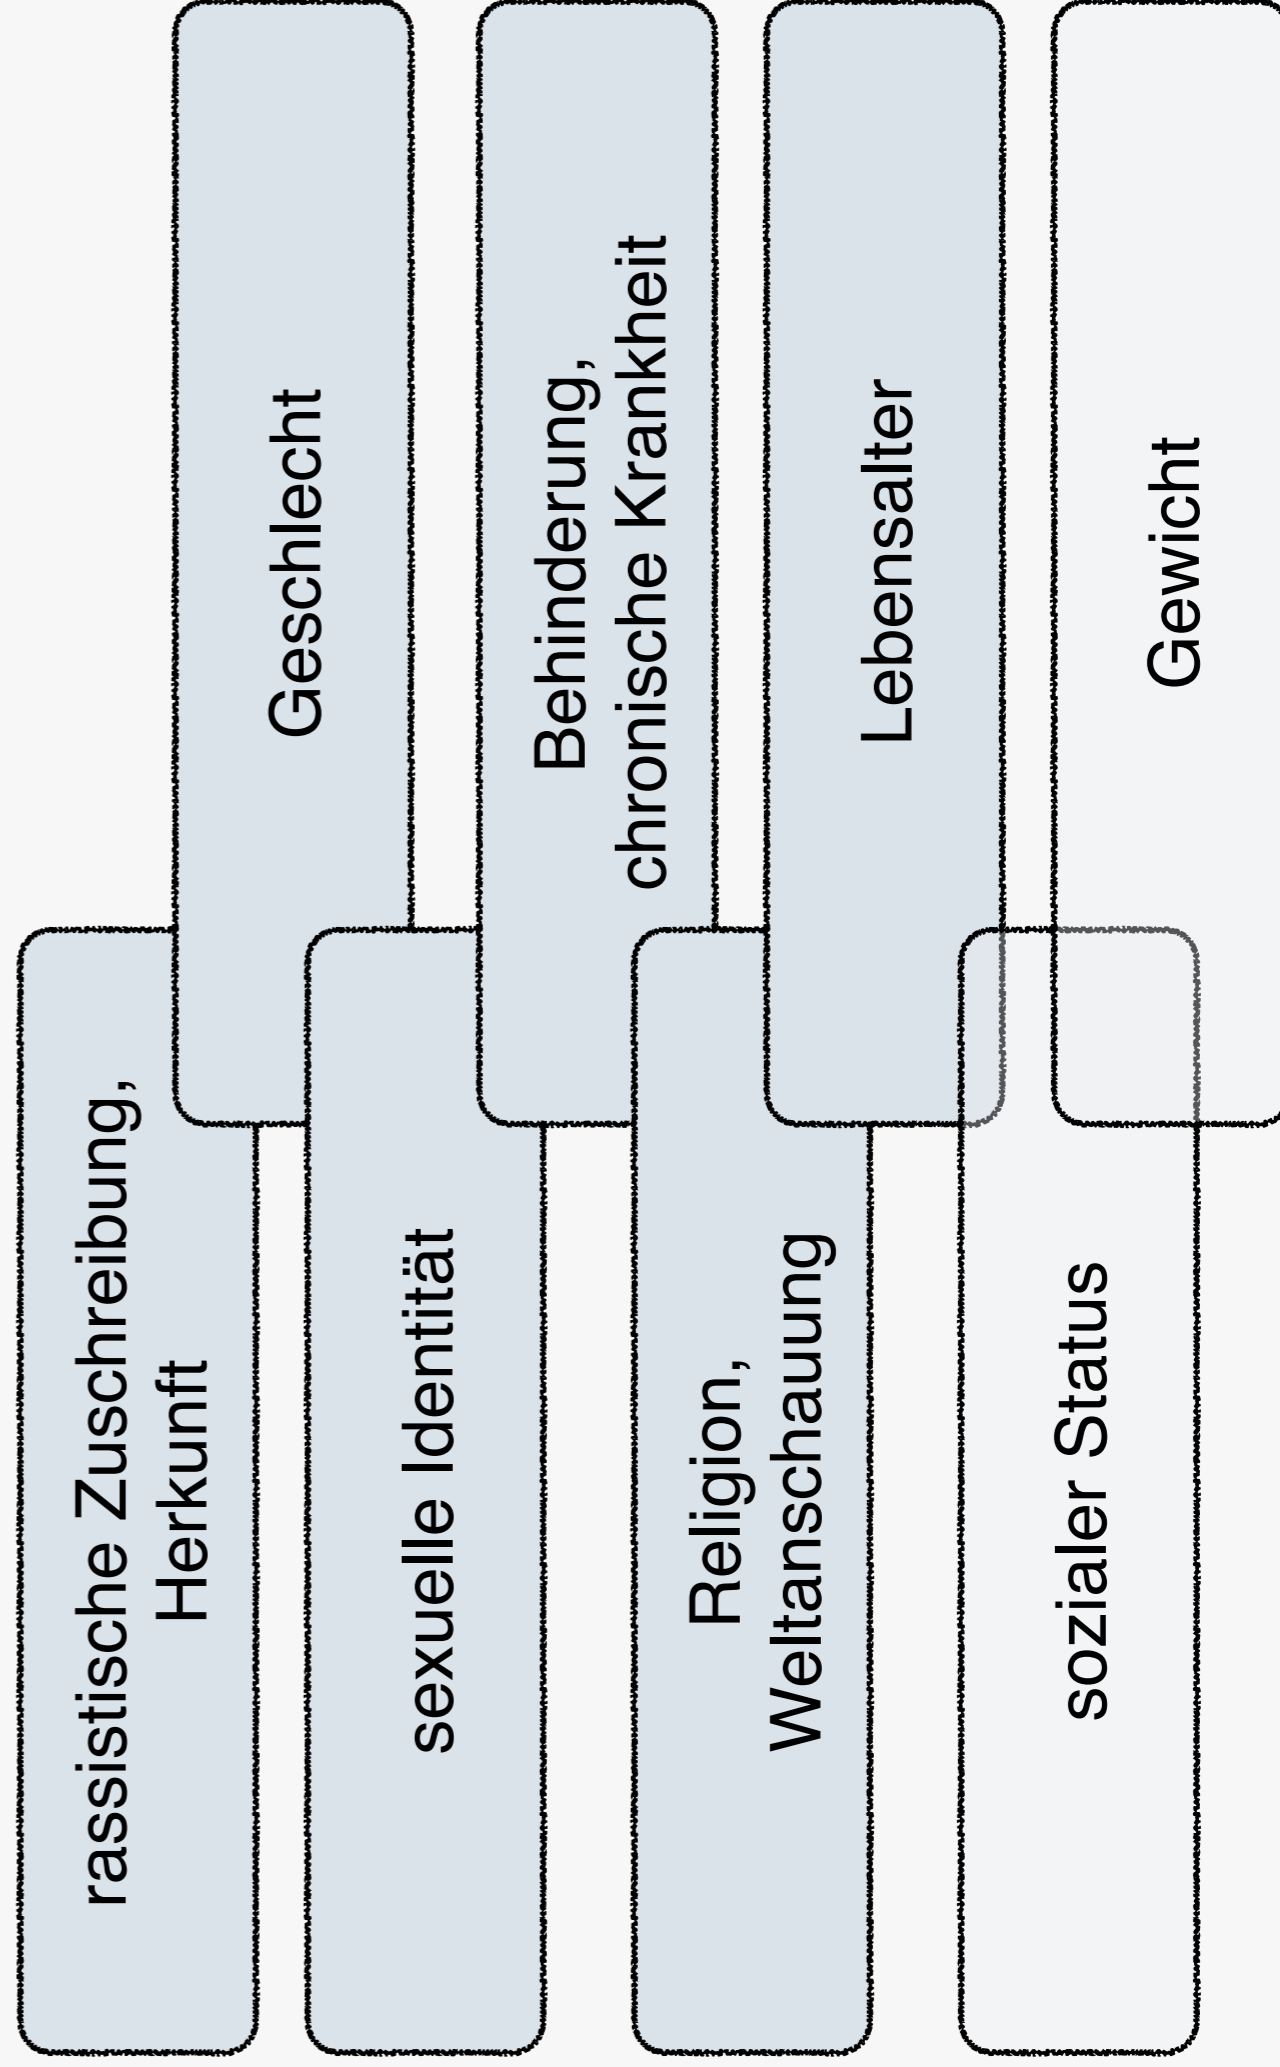 rassistische Zuschreibung,
Herkunft
Geschlecht
sexuelle Identität
Behinderung,
chronische Krankheit
Religion,
Weltanschauung
Lebensalter
sozialer Status
Gewicht